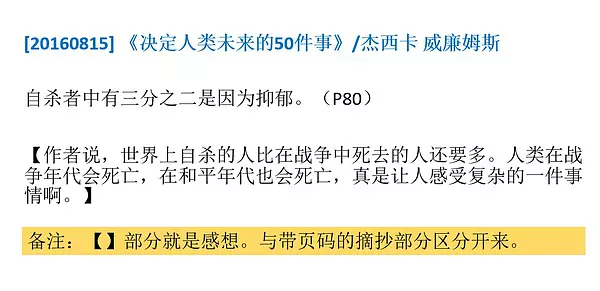 [20160815] 《决定人类未来的50件事》/杰西卡 威廉姆斯
自杀者中有三分之二是因为抑郁。（P80）
【作者说，世界上自杀的人比在战争中死去的人还要多。人类在战
争年代会死亡，在和平年代也会死亡，真是让人感受复杂的一件事
情啊。】
备注：【】部分就是感想。与带页码的摘抄部分区分开来。